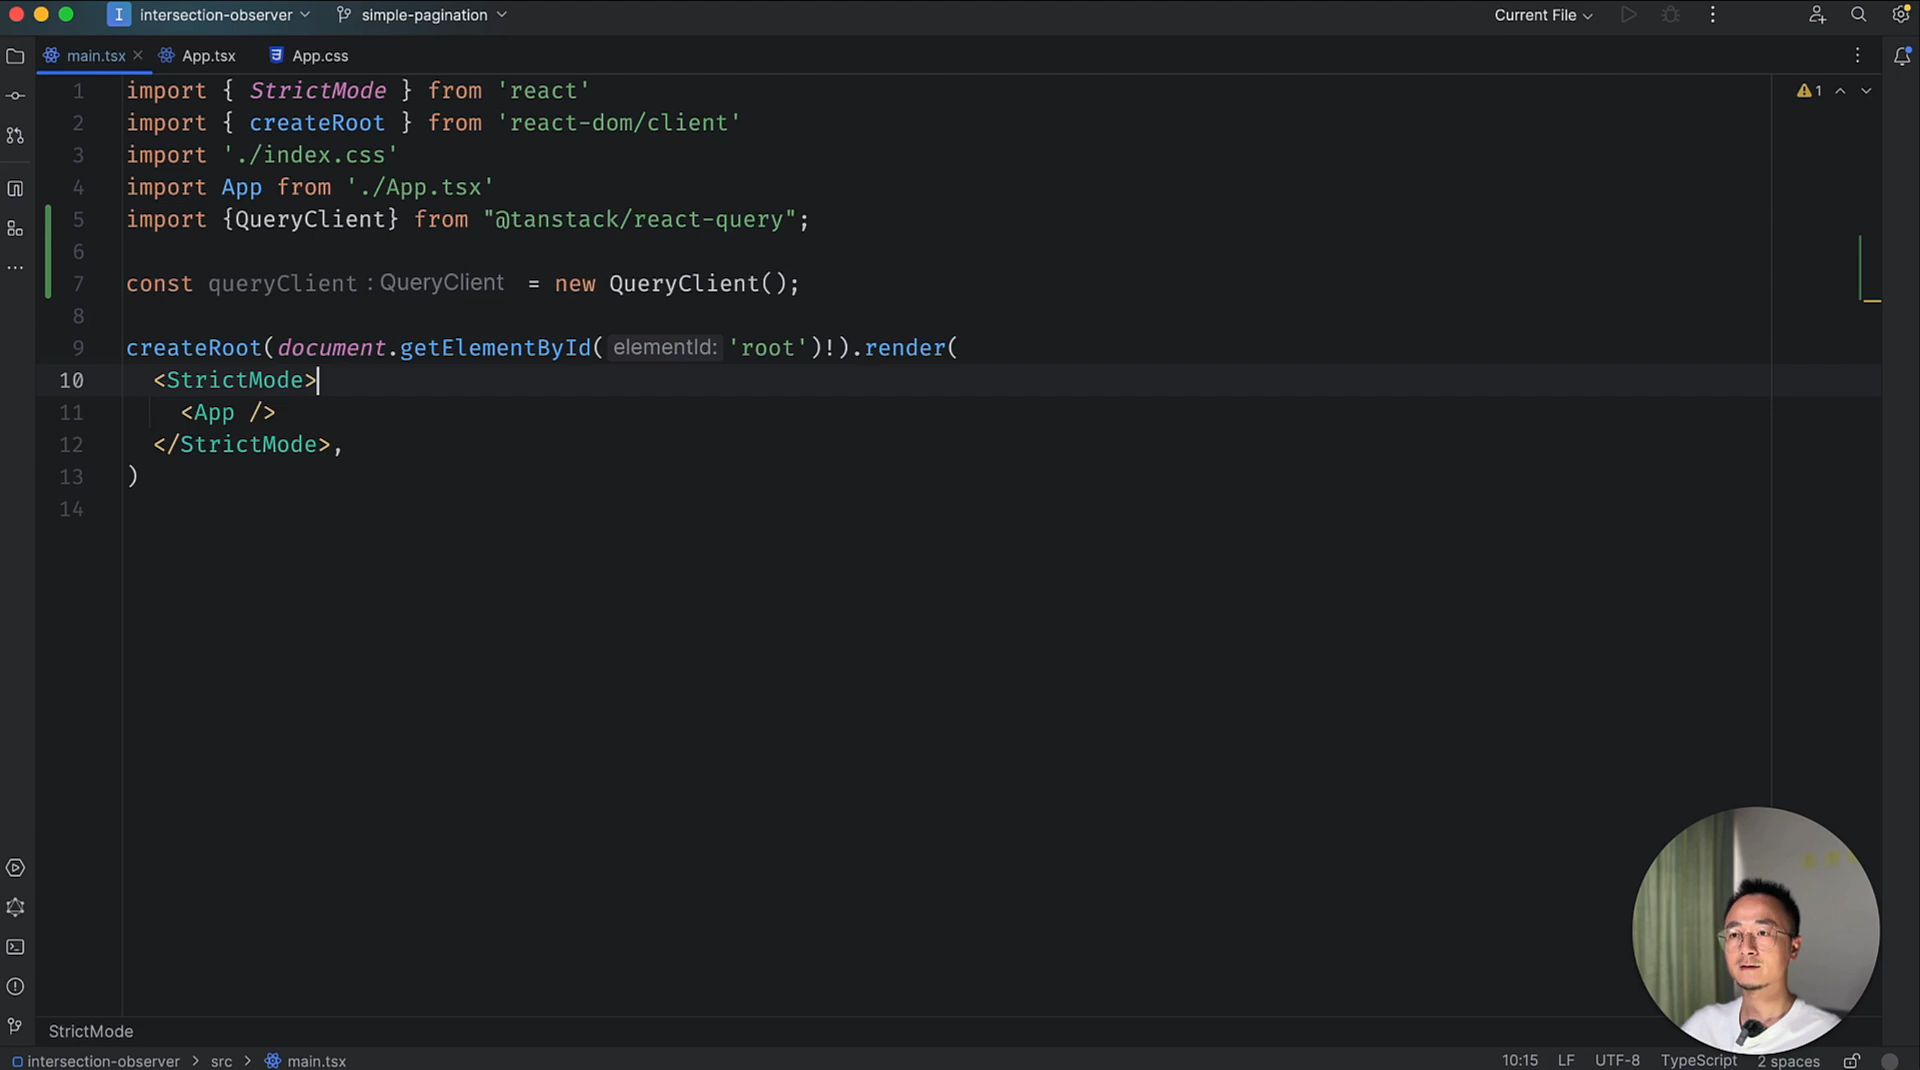 I intersection-observer simple-pagination Current File
main.tsx App.tsx App.css
1 import { StrictMode } from 'react'
2 import { createRoot } from 'react-dom/client'
3 import './index.css'
4 import App from './App.tsx'
5 import {QueryClient} from "@tanstack/react-query";
6
7 const queryClient : QueryClient = new QueryClient();
8
9 createRoot(document.getElementById( elementId: 'root')!).render(
10 <StrictMode>
11 <App />
12 </StrictMode>,
13 )
14
1
StrictMode
intersection-observer > src > main.tsx 10:15 LF UTF-8 TypeScript 2 spaces